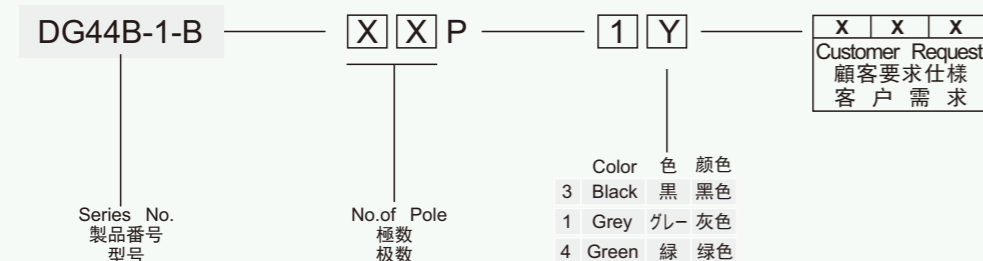 DG44B-1-B X X P 1 Y X X X
Customer Request
顧客要求仕様
客户需求
Series No.
製品番号
型号
No.of Pole
極数
极数
Color 色 颜色
3 Black 黒 黑色
1 Grey グレー 灰色
4 Green 緑 绿色